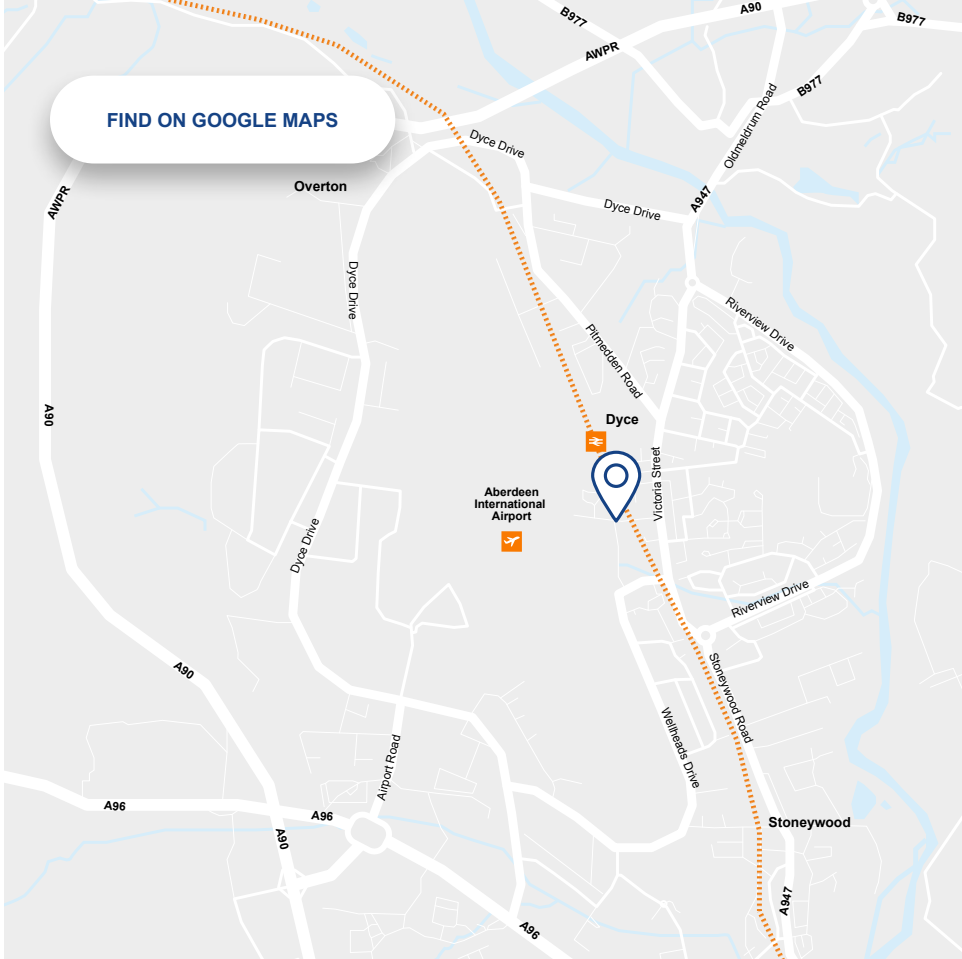 A90
B977
B977
AWPR
B977
FIND ON GOOGLE MAPS
Oldmeldrum Road
Dyce Drive
Overton
AWPR
A947
Dyce Drive
Dyce Drive
Riverview Drive
Pitmedden Road
A90
Dyce
Victoria Street
Aberdeen
International
Airport
Dyce Drive
Riverview Drive
A90
Stoneywood Road
Wellheads Drive
Airport Road
A96
A96
A90
Stoneywood
A947
A96